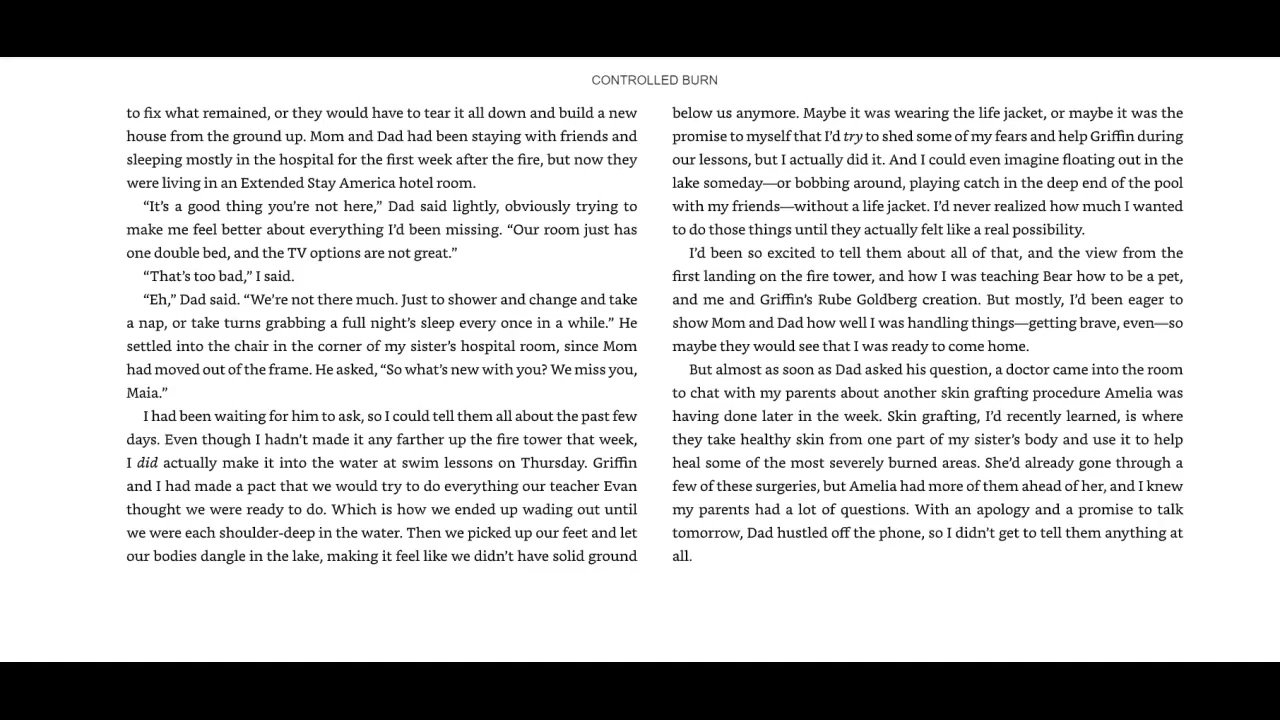 CONTROLLED BURN
to fix what remained, or they would have to tear it all down and build a new
house from the ground up. Mom and Dad had been staying with friends and
sleeping mostly in the hospital for the first week after the fire, but now they
were living in an Extended Stay America hotel room.
“It’s a good thing you’re not here,” Dad said lightly, obviously trying to
make me feel better about everything I’d been missing. “Our room just has
one double bed, and the TV options are not great.”
“That’s too bad,” I said.
“Eh,” Dad said. “We’re not there much. Just to shower and change and take
a nap, or take turns grabbing a full night’s sleep every once in a while.” He
settled into the chair in the corner of my sister’s hospital room, since Mom
had moved out of the frame. He asked, “So what’s new with you? We miss you,
Maia.”
I had been waiting for him to ask, so I could tell them all about the past few
days. Even though I hadn’t made it any farther up the fire tower that week,
I did actually make it into the water at swim lessons on Thursday. Griffin
and I had made a pact that we would try to do everything our teacher Evan
thought we were ready to do. Which is how we ended up wading out until
we were each shoulder-deep in the water. Then we picked up our feet and let
our bodies dangle in the lake, making it feel like we didn’t have solid ground
below us anymore. Maybe it was wearing the life jacket, or maybe it was the
promise to myself that I’d try to shed some of my fears and help Griffin during
our lessons, but I actually did it. And I could even imagine floating out in the
lake someday—or bobbing around, playing catch in the deep end of the pool
with my friends—without a life jacket. I’d never realized how much I wanted
to do those things until they actually felt like a real possibility.
I’d been so excited to tell them about all of that, and the view from the
first landing on the fire tower, and how I was teaching Bear how to be a pet,
and me and Griffin’s Rube Goldberg creation. But mostly, I’d been eager to
show Mom and Dad how well I was handling things—getting brave, even—so
maybe they would see that I was ready to come home.
But almost as soon as Dad asked his question, a doctor came into the room
to chat with my parents about another skin grafting procedure Amelia was
having done later in the week. Skin grafting, I’d recently learned, is where
they take healthy skin from one part of my sister’s body and use it to help
heal some of the most severely burned areas. She’d already gone through a
few of these surgeries, but Amelia had more of them ahead of her, and I knew
my parents had a lot of questions. With an apology and a promise to talk
tomorrow, Dad hustled off the phone, so I didn’t get to tell them anything at
all.